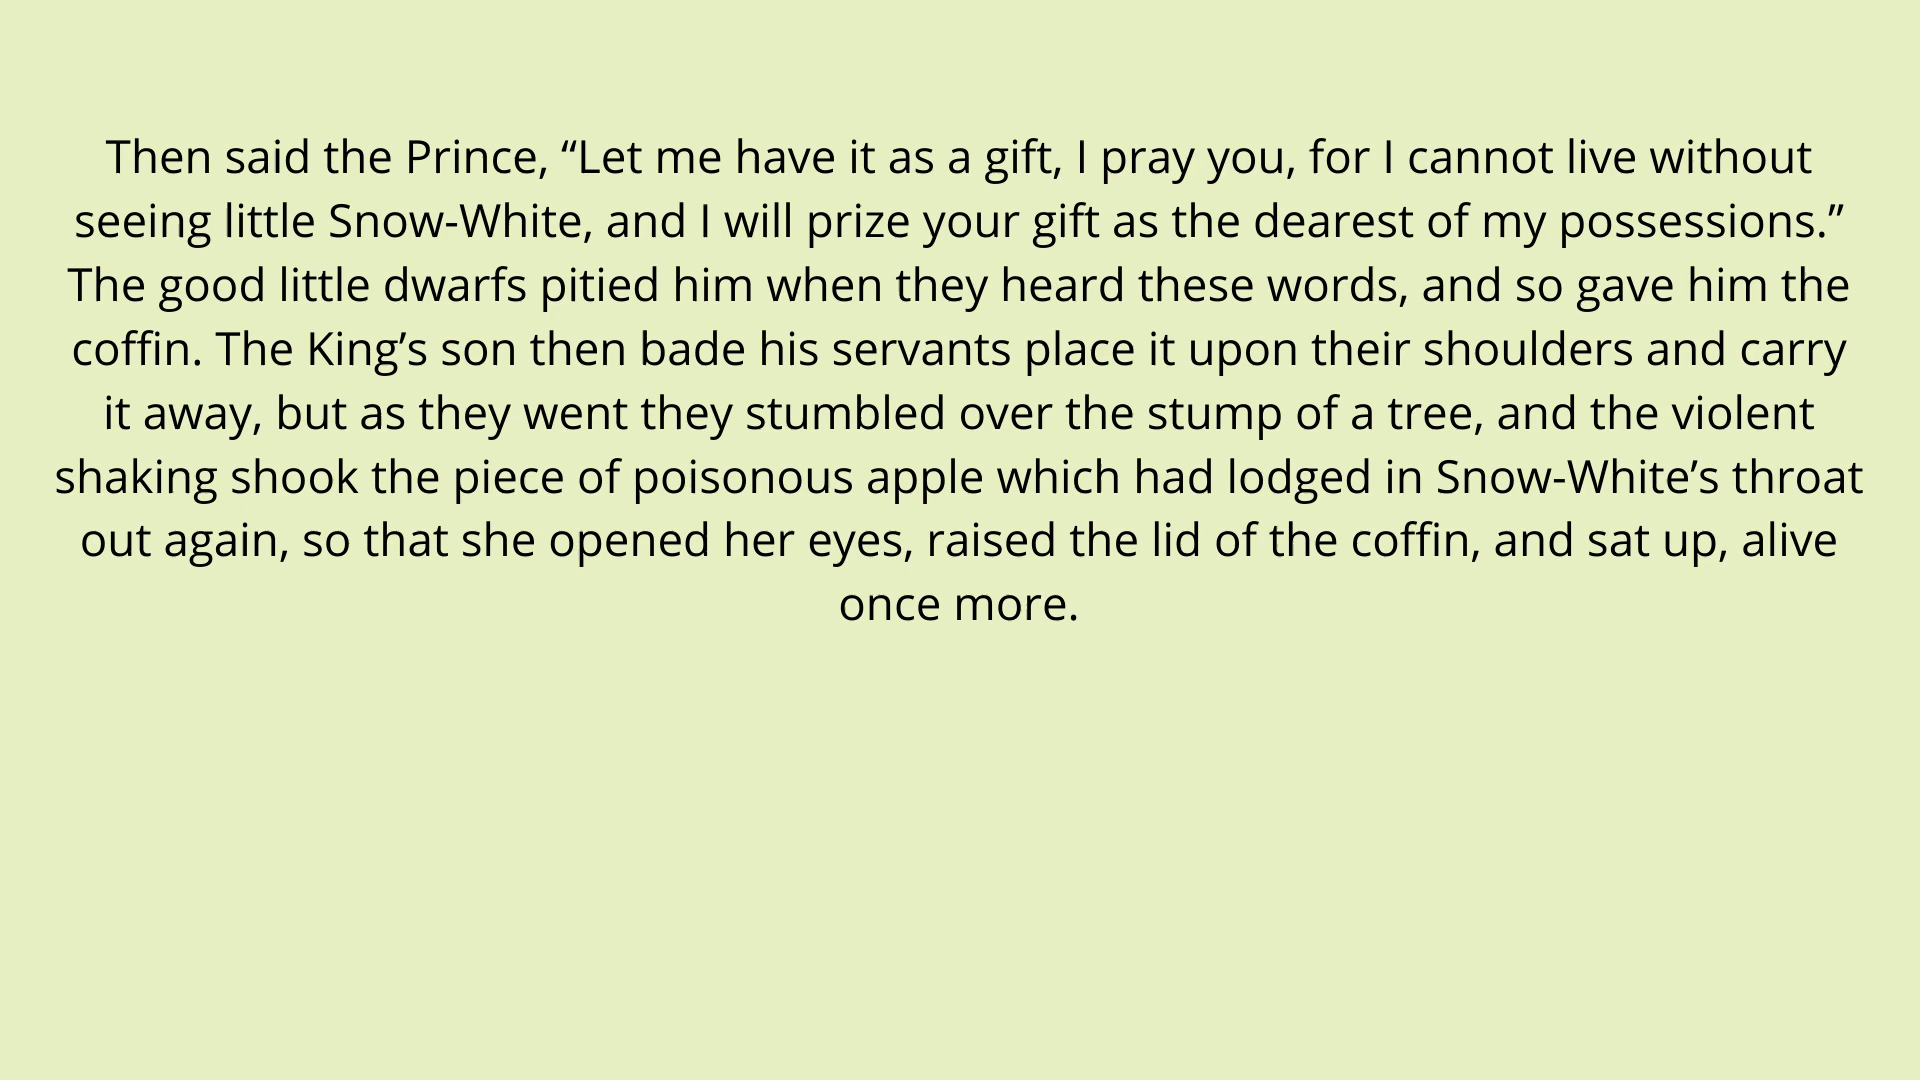 Then said the Prince, “Let me have it as a gift, I pray you, for I cannot live without
seeing little Snow-White, and I will prize your gift as the dearest of my possessions.”
The good little dwarfs pitied him when they heard these words, and so gave him the
coffin. The King’s son then bade his servants place it upon their shoulders and carry
it away, but as they went they stumbled over the stump of a tree, and the violent
shaking shook the piece of poisonous apple which had lodged in Snow-White’s throat
out again, so that she opened her eyes, raised the lid of the coffin, and sat up, alive
once more.